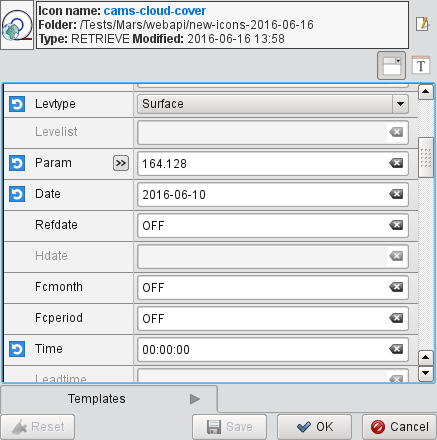 Icon name: cams-cloud-cover
Folder: /Tests/Mars/webapi/new-icons-2016-06-16
Type: RETRIEVE Modified: 2016-06-16 13:58
T
Levtype Surface
Levelist
Param >> 164.128
Date 2016-06-10
Refdate OFF
Hdate
Fcmonth OFF
Fcperiod OFF
Time 00:00:00
Leadtime
Templates
Reset Save OK Cancel